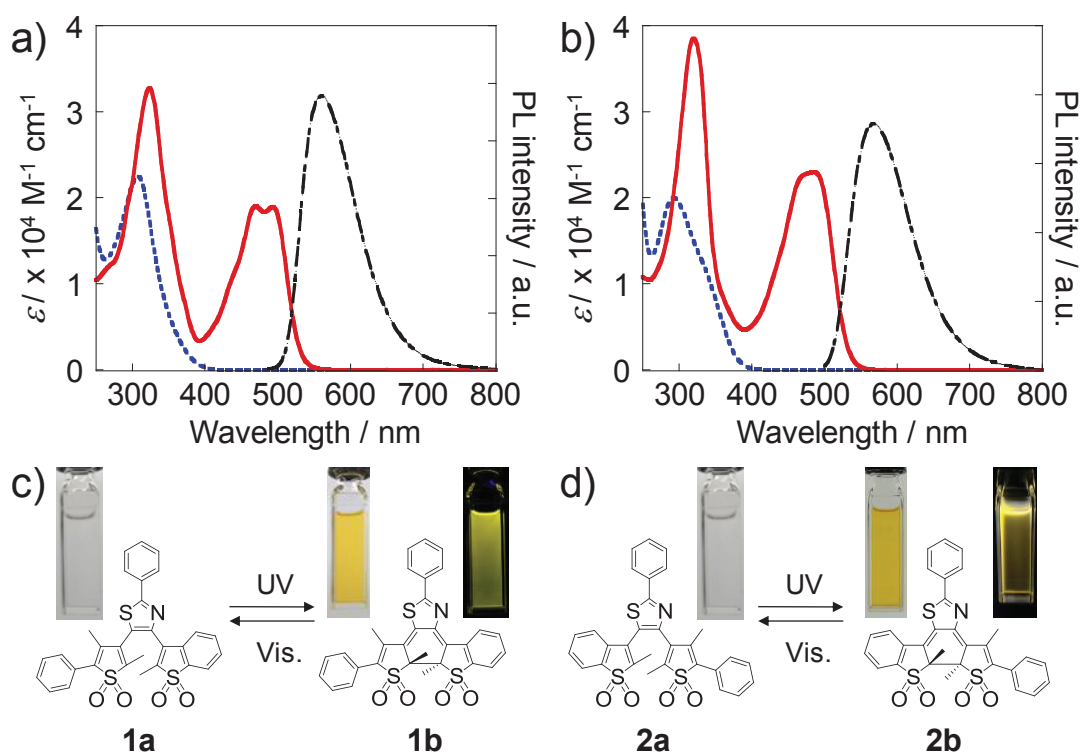 a)
b)
4
3
2
1
0
ε / x 10⁴ M⁻¹ cm⁻¹
PL intensity / a.u.
300 400 500 600 700 800
Wavelength / nm
4
3
2
1
0
ε / x 10⁴ M⁻¹ cm⁻¹
PL intensity / a.u.
300 400 500 600 700 800
Wavelength / nm
c)
UV
Vis.
S N
S S
O O O O
S N
S S
O O O O
1a 1b
d)
UV
Vis.
S N
S S
O O O O
S N
S S
O O O O
2a 2b